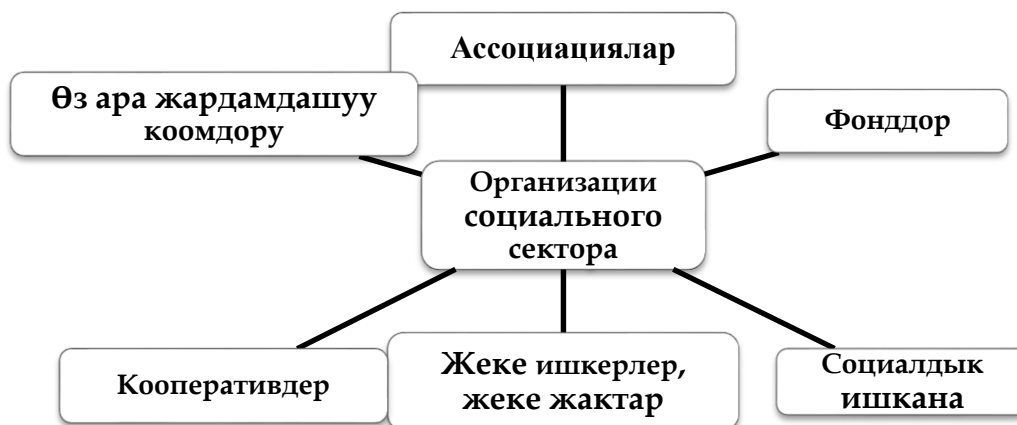 Ассоциациялар
Өз ара жардамдашуу
коомдору
Фонддор
Организации
социального
сектора
Кооперативдер
Жеке ишкерлер,
жеке жактар
Социалдык
ишкана